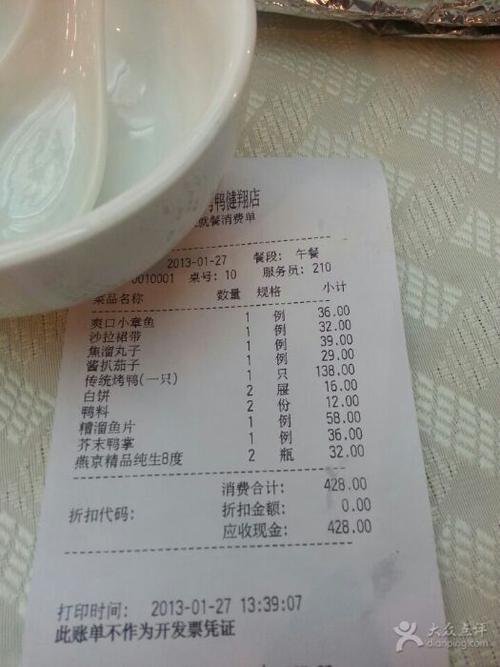 鸭健翔店
就餐消费单
2013-01-27 餐段: 午餐
0010001 桌号: 10 服务员: 210
菜品名称 数量 规格 小计
爽口小章鱼 1 例 36.00
沙拉裙带 1 例 32.00
焦溜丸子 1 例 39.00
酱扒茄子 1 例 29.00
传统烤鸭(一只) 1 只 138.00
白饼 2 屉 16.00
鸭料 2 份 12.00
糟溜鱼片 1 例 58.00
芥末鸭掌 1 例 36.00
燕京精品纯生8度 2 瓶 32.00
消费合计: 428.00
折扣代码: 折扣金额: 0.00
应收现金: 428.00
打印时间: 2013-01-27 13:39:07
此账单不作为开发票凭证
大众点评
dianping.com